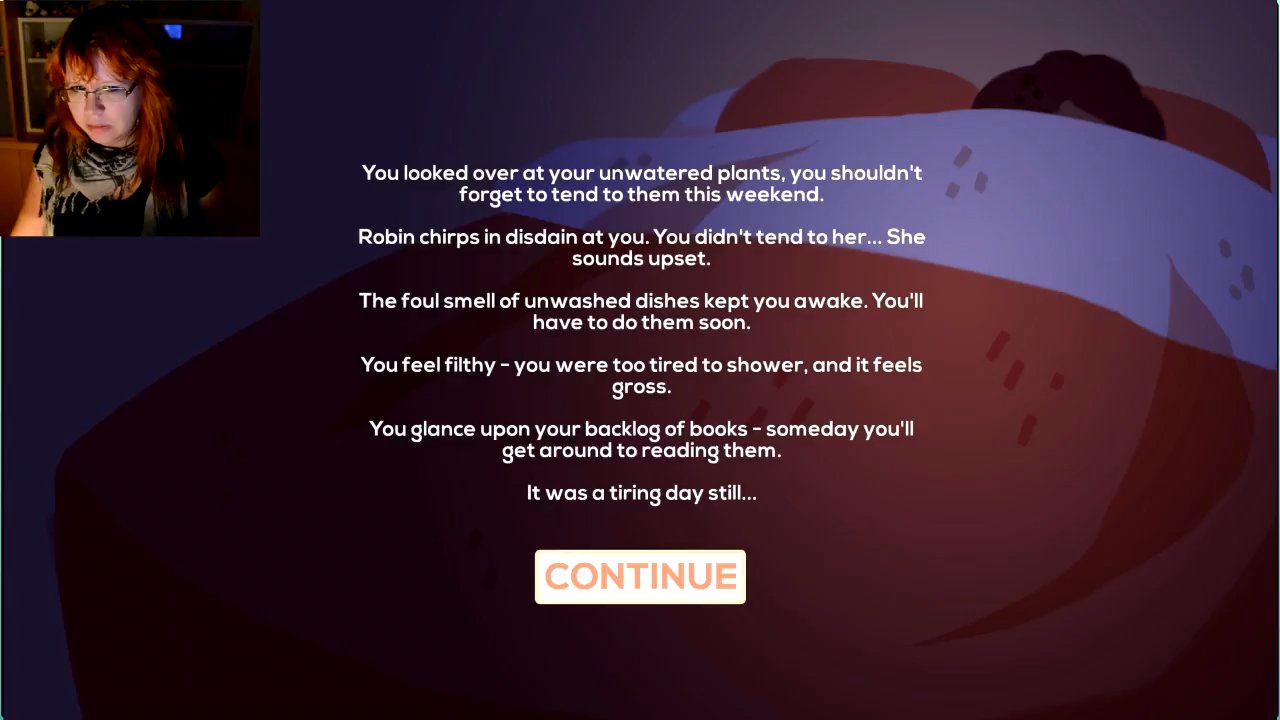 You looked over at your unwatered plants, you shouldn't
forget to tend to them this weekend.
Robin chirps in disdain at you. You didn't tend to her... She
sounds upset.
The foul smell of unwashed dishes kept you awake. You'll
have to do them soon.
You feel filthy - you were too tired to shower, and it feels
gross.
You glance upon your backlog of books - someday you'll
get around to reading them.
It was a tiring day still...
CONTINUE